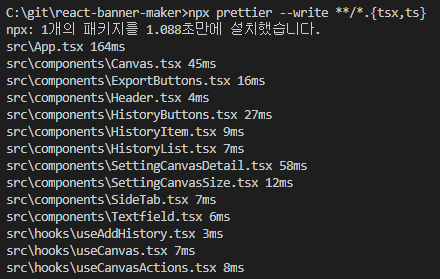 C:\git\react-banner-maker>npx prettier --write **/*.{tsx,ts}
npx: 1개의 패키지를 1.088초만에 설치했습니다.
src\App.tsx 164ms
src\components\Canvas.tsx 45ms
src\components\ExportButtons.tsx 16ms
src\components\Header.tsx 4ms
src\components\HistoryButtons.tsx 27ms
src\components\HistoryItem.tsx 9ms
src\components\HistoryList.tsx 7ms
src\components\SettingCanvasDetail.tsx 58ms
src\components\SettingCanvasSize.tsx 12ms
src\components\SideTab.tsx 7ms
src\components\Textfield.tsx 6ms
src\hooks\useAddHistory.tsx 3ms
src\hooks\useCanvas.tsx 7ms
src\hooks\useCanvasActions.tsx 8ms